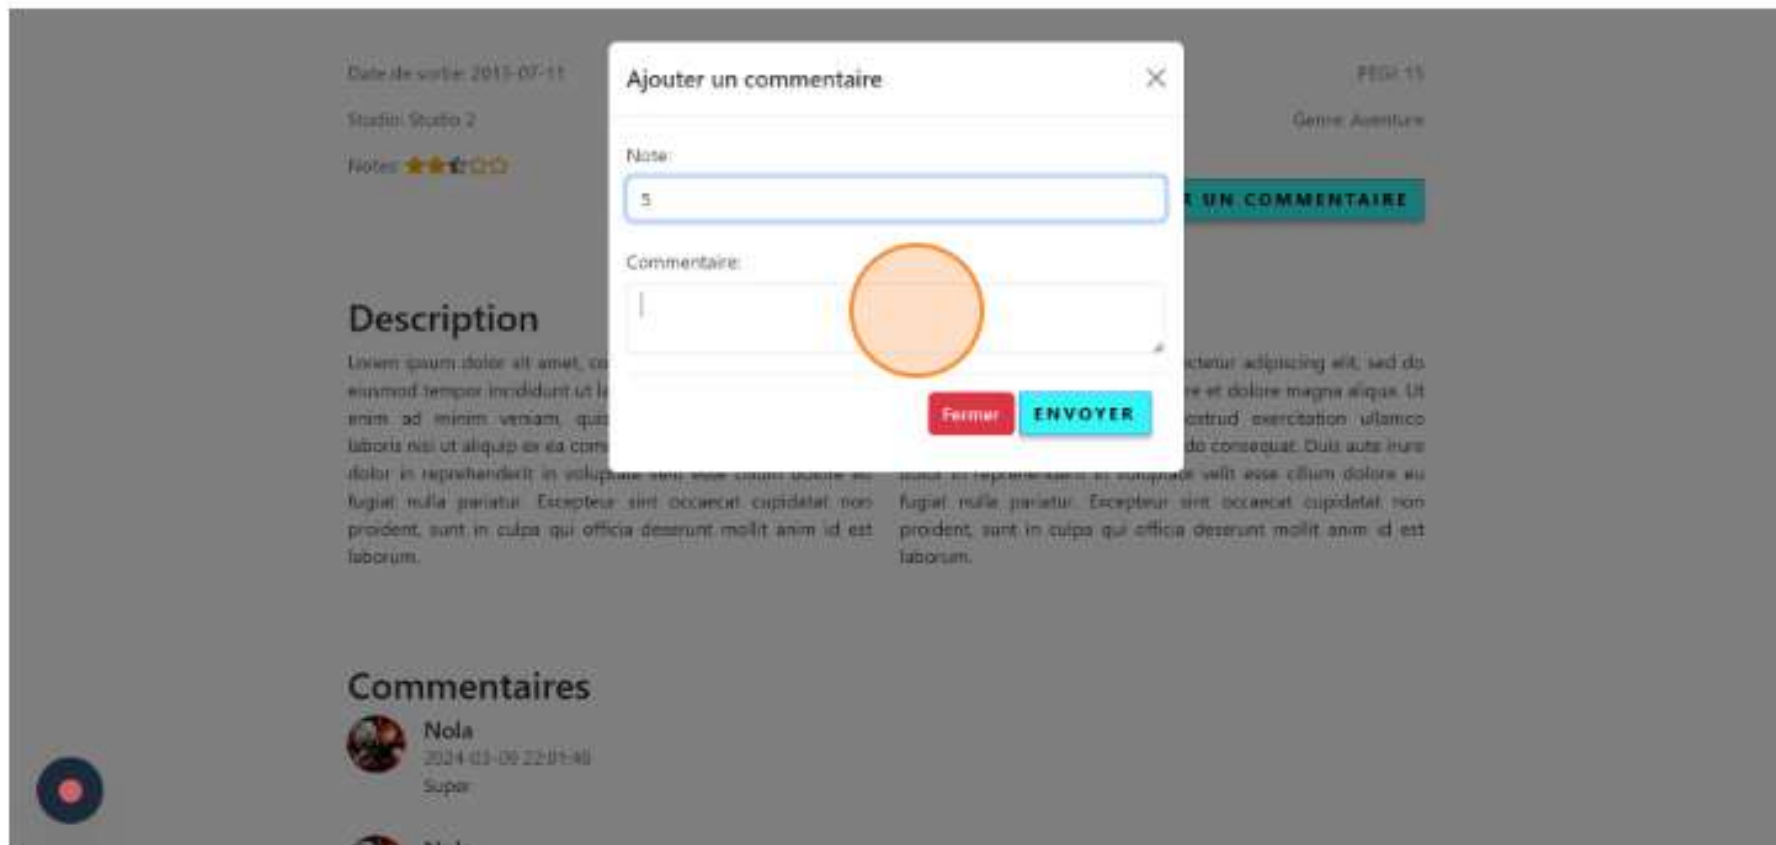 Date de sortie: 2013-07-11
PEGI: 15
Studio: Studio 2
Genre: Aventure
Notes:
UN COMMENTAIRE
Ajouter un commentaire
Note:
5
Commentaire:
Fermer
ENVOYER
Description
Lorem ipsum dolor sit amet,
eiusmod tempor incididunt ut
enim ad minim veniam,
laboris nisi ut aliquip ex ea
dolor in reprehenderit in
fugiat nulla pariatur. Excepteur sint occaecat cupidatat non
proident, sunt in culpa qui officia deserunt mollit anim id est
laborum.
adipiscing elit, sed do
et dolore magna aliqua. Ut
exercitation ullamco
consequat. Duis aute irure
velit esse cillum dolore eu
fugiat nulla pariatur. Excepteur sint occaecat cupidatat non
proident, sunt in culpa qui officia deserunt mollit anim id est
laborum.
Commentaires
Nola
Super